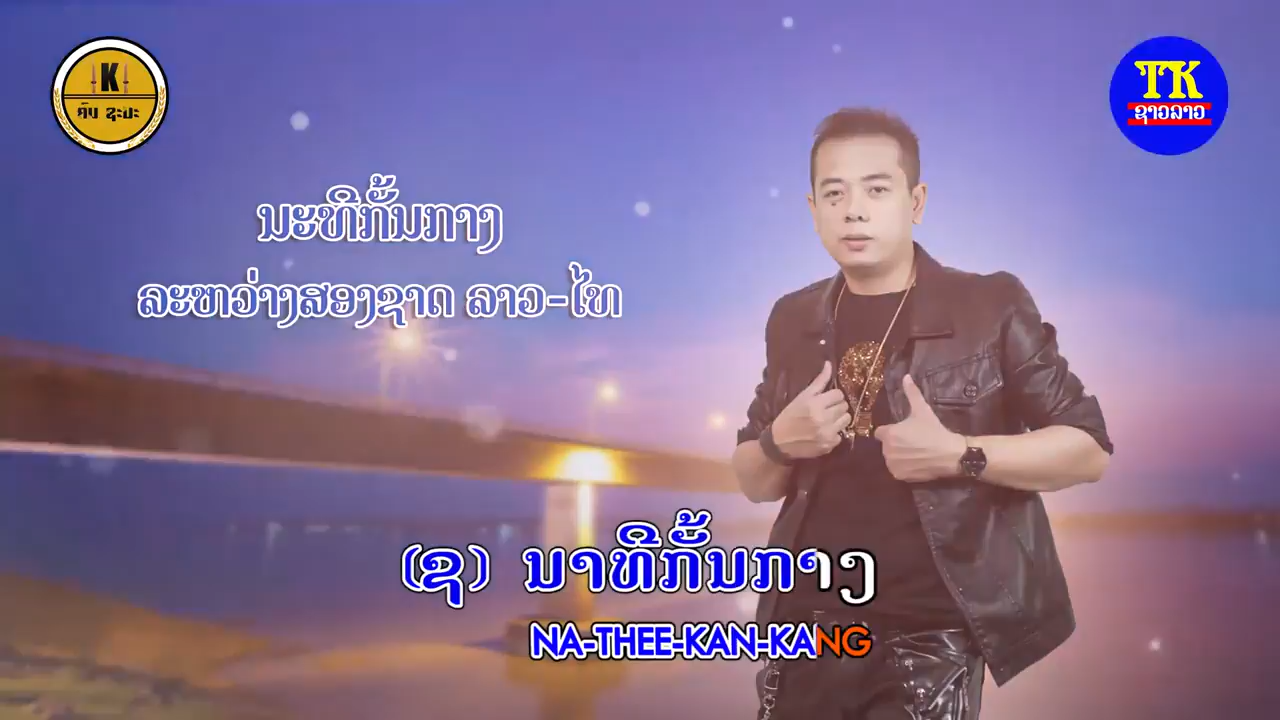 K
ຄົບ ຊະປະ
TK
ຊາວລາວ
ນະທີກັ້ນກາງ
ລະຫວ່າງສອງຊາດ ລາວ-ໄທ
(ຊ) ນາທີກັ້ນກາງ
NA-THEE-KAN-KANG